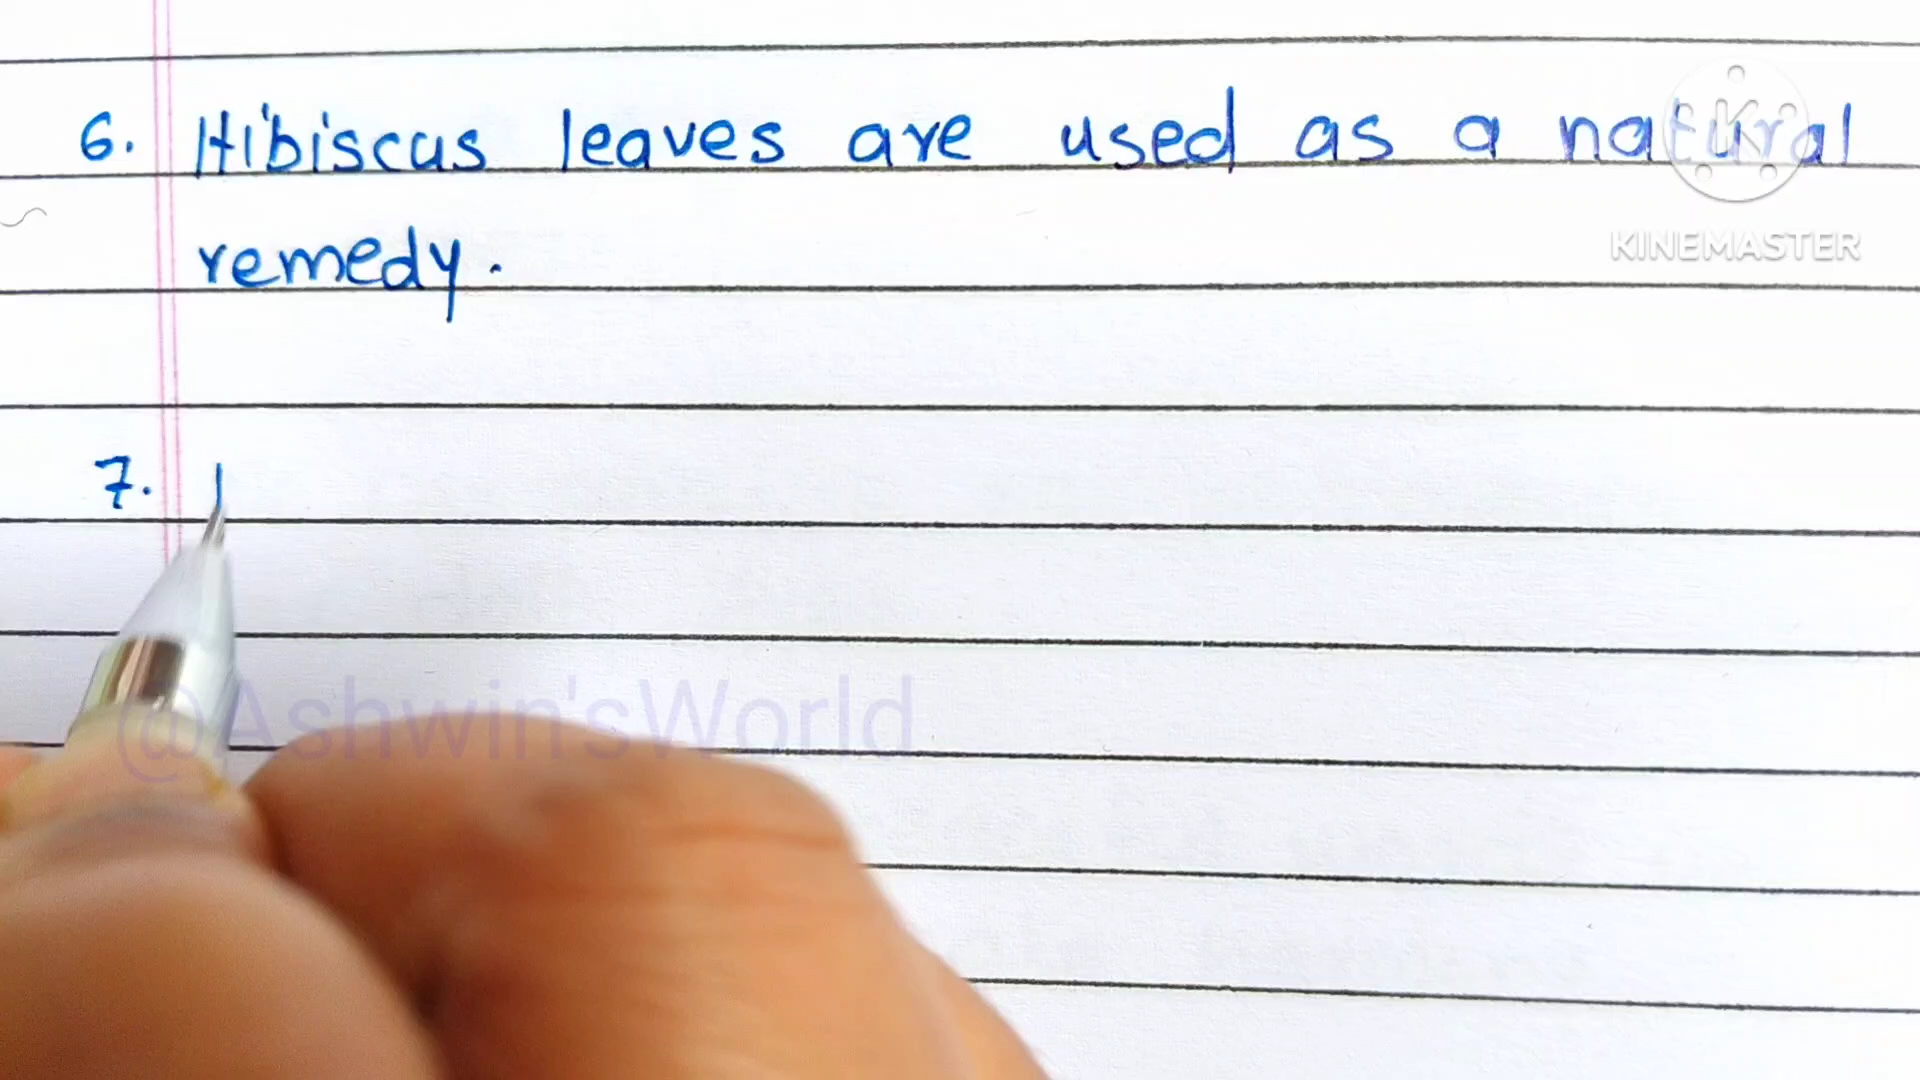 6. Hibiscus leaves are used as a natural
KINEMASTER
remedy.
7.
@Ashwin'sWorld